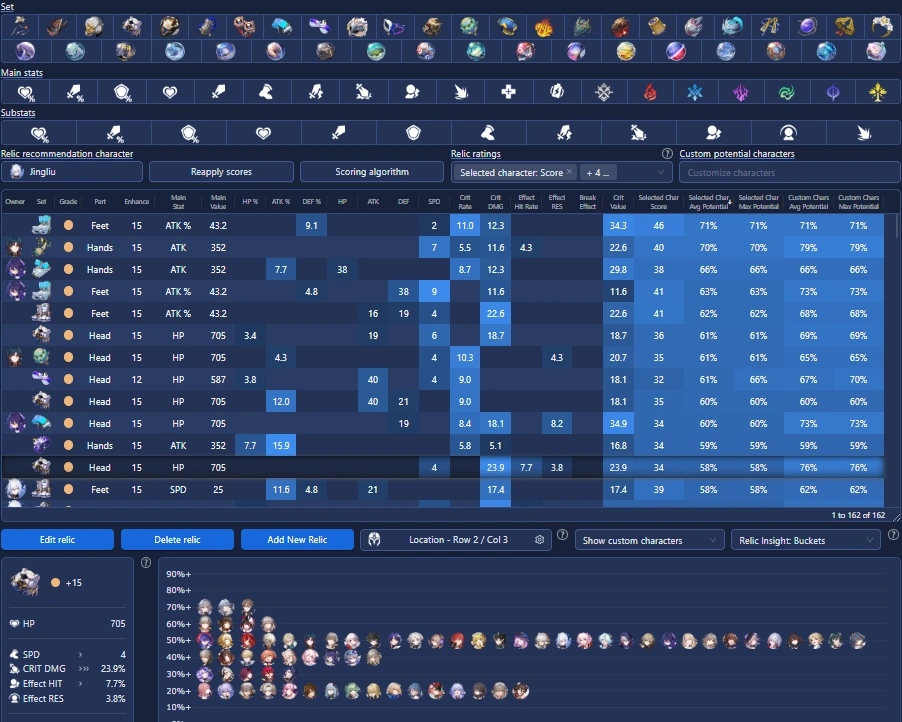 Set
Main stats
% % %
Substats
% % %
Relic recommendation character Relic ratings ? Custom potential characters
Jingliu Reapply scores Scoring algorithm Selected character: Score × + 4 ... Customize characters
Owner Set Grade Part Enhance Main Stat Main Value HP % ATK % DEF % HP ATK DEF SPD Crit Rate Crit DMG Effect Hit Rate Effect RES Break Effect Crit Value Selected Char Score Selected Char Avg Potential Selected Char Max Potential Custom Chars Avg Potential Custom Chars Max Potential
Feet 15 ATK % 43.2 9.1 2 11.0 12.3 34.3 46 71% 71% 71% 71%
Hands 15 ATK 352 7 5.5 11.6 4.3 22.6 40 70% 70% 79% 79%
Hands 15 ATK 352 7.7 38 8.7 12.3 29.8 38 66% 66% 66% 66%
Feet 15 ATK % 43.2 4.8 38 9 11.6 11.6 41 63% 63% 73% 73%
Feet 15 ATK % 43.2 16 19 4 22.6 22.6 41 62% 62% 68% 68%
Head 15 HP 705 3.4 19 6 18.7 18.7 36 61% 61% 69% 69%
Head 15 HP 705 4.3 4 10.3 4.3 20.7 35 61% 61% 65% 65%
Head 12 HP 587 3.8 40 4 9.0 18.1 32 61% 66% 67% 70%
Head 15 HP 705 12.0 40 21 9.0 18.1 35 60% 60% 60% 60%
Head 15 HP 705 19 8.4 18.1 8.2 34.9 34 60% 60% 73% 73%
Hands 15 ATK 352 7.7 15.9 5.8 5.1 16.8 34 59% 59% 59% 59%
Head 15 HP 705 4 23.9 7.7 3.8 23.9 34 58% 58% 76% 76%
Feet 15 SPD 25 11.6 4.8 21 17.4 17.4 39 58% 58% 62% 62%
1 to 162 of 162
Edit relic Delete relic Add New Relic Location - Row 2 / Col 3 ? Show custom characters Relic Insight: Buckets ?
+15
HP 705
SPD › 4
CRIT DMG ››› 23.9%
Effect HIT › 7.7%
Effect RES 3.8%
?
90%+
80%+
70%+
60%+
50%+
40%+
30%+
20%+
10%+